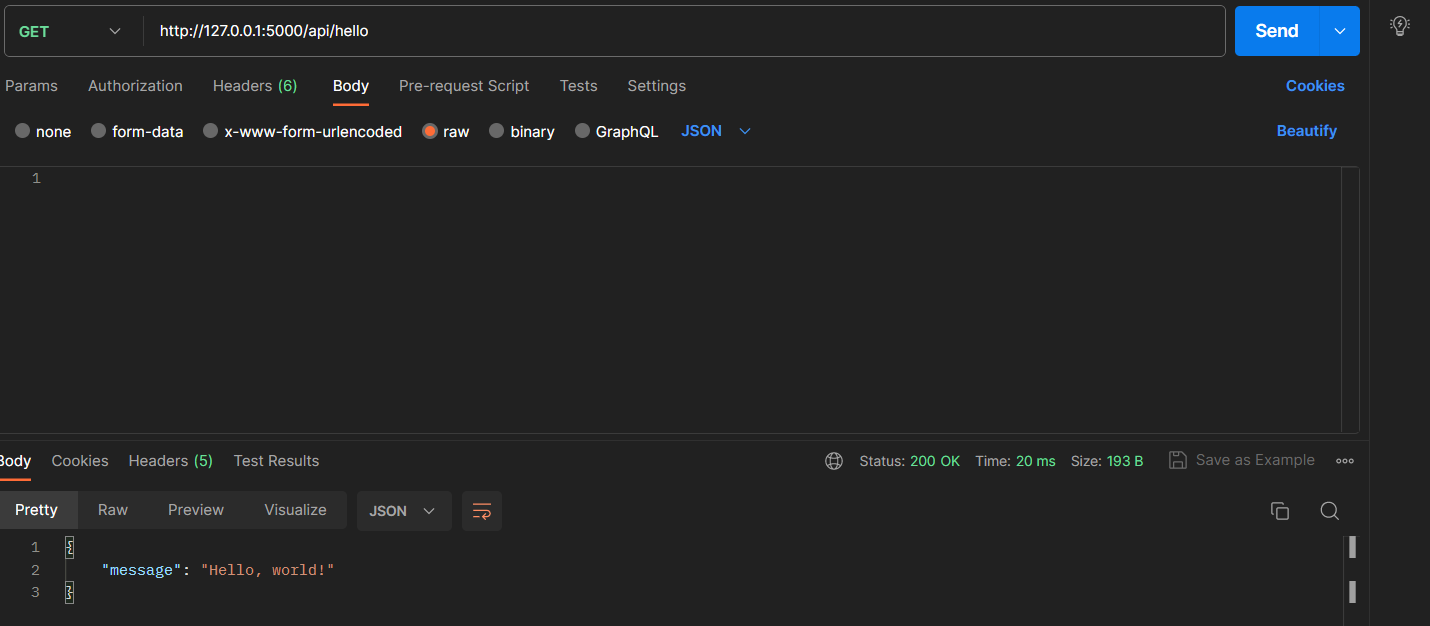 GET http://127.0.0.1:5000/api/hello Send
Params Authorization Headers (6) Body Pre-request Script Tests Settings Cookies
none form-data x-www-form-urlencoded raw binary GraphQL JSON Beautify
1
Body Cookies Headers (5) Test Results Status: 200 OK Time: 20 ms Size: 193 B Save as Example
Pretty Raw Preview Visualize JSON
1 {
2 "message": "Hello, world!"
3 }